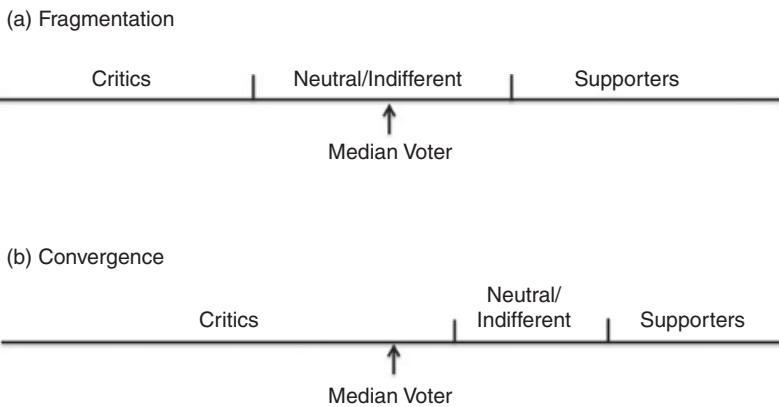 (a) Fragmentation
Critics Neutral/Indifferent Supporters
Median Voter
(b) Convergence
Neutral/
Critics Indifferent Supporters
Median Voter